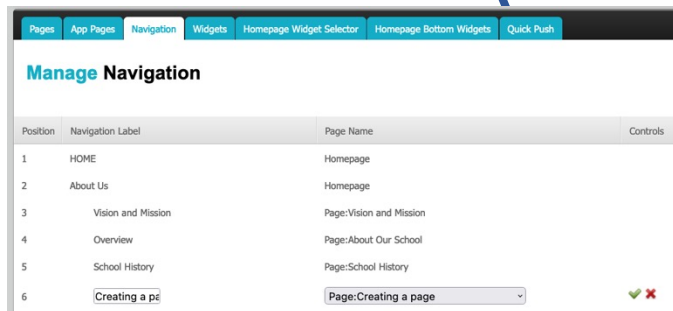 Pages App Pages Navigation Widgets Homepage Widget Selector Homepage Bottom Widgets Quick Push
Manage Navigation
Position Navigation Label Page Name Controls
1 HOME Homepage
2 About Us Homepage
3 Vision and Mission Page:Vision and Mission
4 Overview Page:About Our School
5 School History Page:School History
6 Creating a pa Page:Creating a page